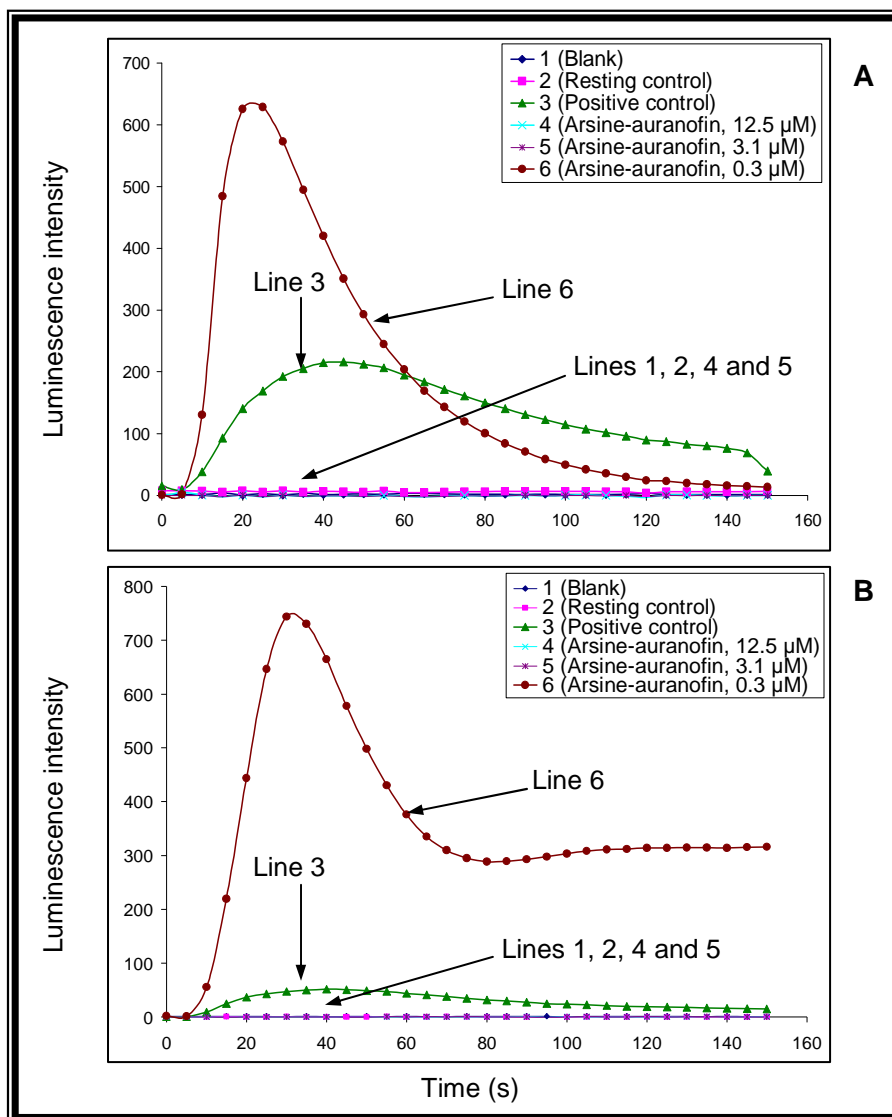 A
1 (Blank)
2 (Resting control)
3 (Positive control)
4 (Arsine-auranofin, 12.5 µM)
5 (Arsine-auranofin, 3.1 µM)
6 (Arsine-auranofin, 0.3 µM)
Luminescence intensity
700
600
500
400
300
200
100
0
Line 3
Line 6
Lines 1, 2, 4 and 5
0 20 40 60 80 100 120 140 160
B
1 (Blank)
2 (Resting control)
3 (Positive control)
4 (Arsine-auranofin, 12.5 µM)
5 (Arsine-auranofin, 3.1 µM)
6 (Arsine-auranofin, 0.3 µM)
Luminescence intensity
800
700
600
500
400
300
200
100
0
Line 6
Line 3
Lines 1, 2, 4 and 5
0 20 40 60 80 100 120 140 160
Time (s)